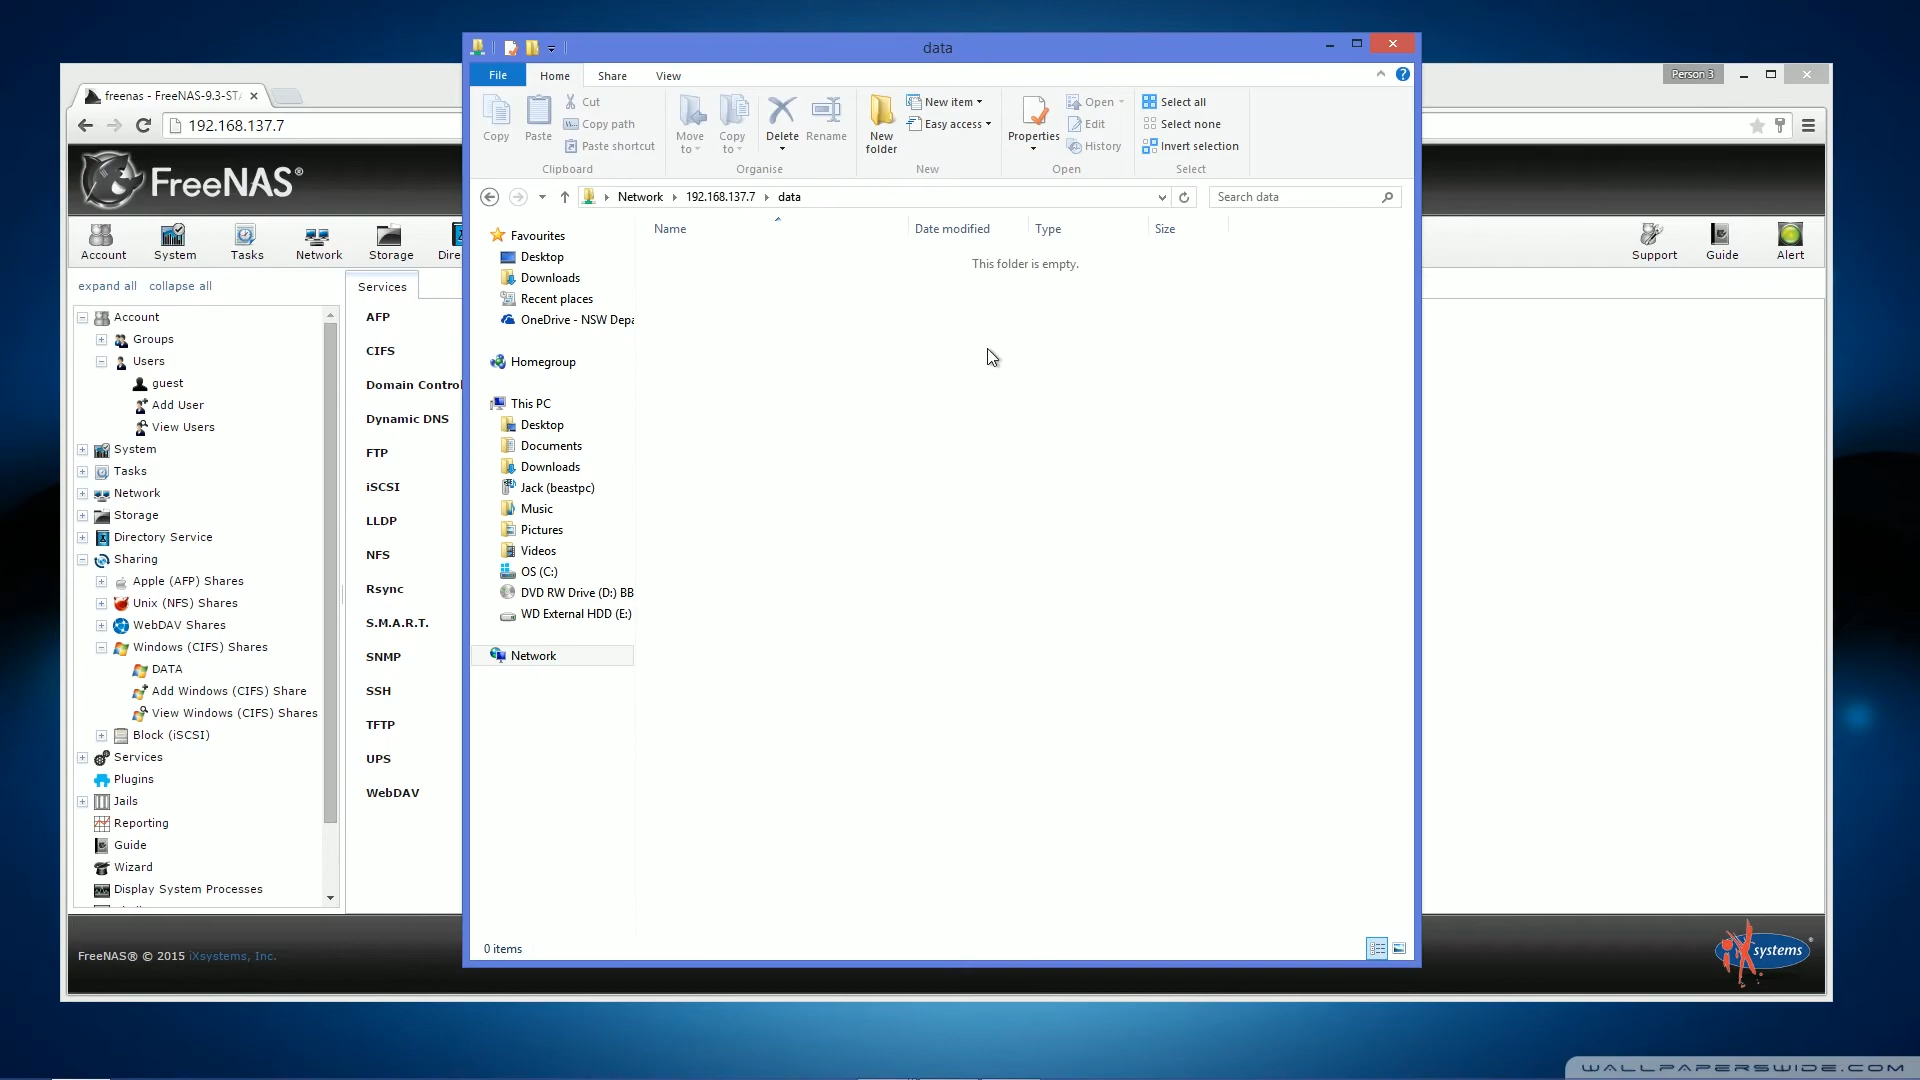 data
File
Home
Share
View
Copy
Paste
Cut
Copy path
Paste shortcut
Clipboard
Move to
Copy to
Delete
Rename
Organise
New folder
New item
Easy access
New
Properties
Open
Edit
History
Open
Select all
Select none
Invert selection
Select
Network
192.168.137.7
data
Search data
Name
Date modified
Type
Size
This folder is empty.
Favourites
Desktop
Downloads
Recent places
OneDrive - NSW Depa
Homegroup
This PC
Desktop
Documents
Downloads
Jack (beastpc)
Music
Pictures
Videos
OS (C:)
DVD RW Drive (D:) BB
WD External HDD (E:)
Network
0 items
Person 3
freenas - FreeNAS-9.3-STA
192.168.137.7
FreeNAS®
Account
System
Tasks
Network
Storage
Dire
Support
Guide
Alert
expand all
collapse all
Account
Groups
Users
guest
Add User
View Users
System
Tasks
Network
Storage
Directory Service
Sharing
Apple (AFP) Shares
Unix (NFS) Shares
WebDAV Shares
Windows (CIFS) Shares
DATA
Add Windows (CIFS) Share
View Windows (CIFS) Shares
Block (iSCSI)
Services
Plugins
Jails
Reporting
Guide
Wizard
Display System Processes
Services
AFP
CIFS
Domain Control
Dynamic DNS
FTP
iSCSI
LLDP
NFS
Rsync
S.M.A.R.T.
SNMP
SSH
TFTP
UPS
WebDAV
FreeNAS® © 2015 iXsystems, Inc.
iXsystems®
WALLPAPERSWIDE.COM